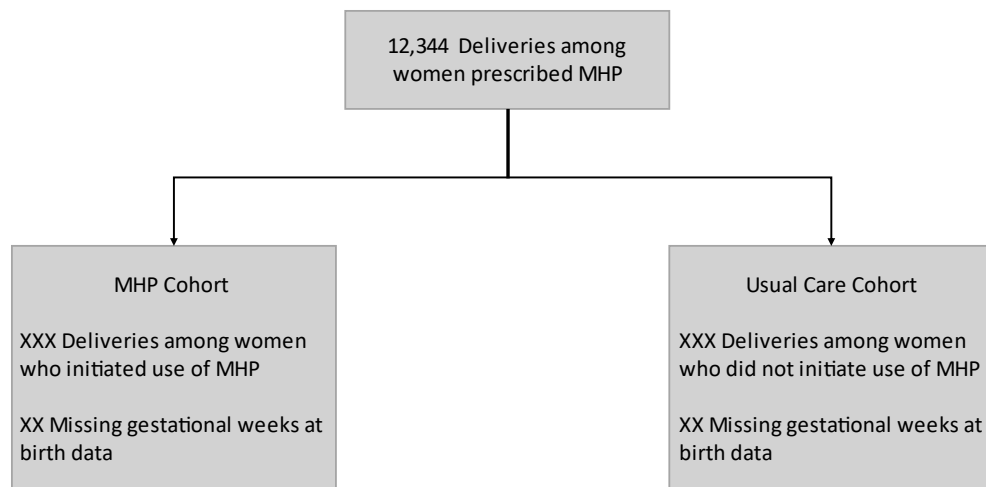 12,344 Deliveries among
women prescribed MHP
MHP Cohort
XXX Deliveries among women
who initiated use of MHP
XX Missing gestational weeks at
birth data
Usual Care Cohort
XXX Deliveries among women
who did not initiate use of MHP
XX Missing gestational weeks at
birth data